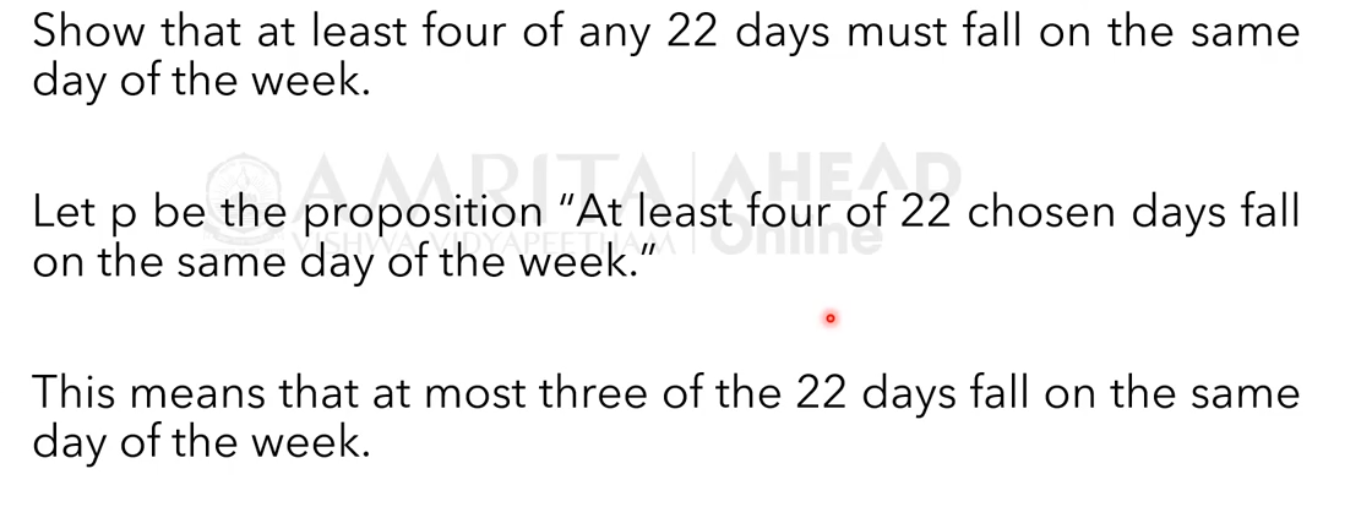 Show that at least four of any 22 days must fall on the same
day of the week.
AMRITA AHEAD
VISHWA VIDYAPEETHAM Online
Let p be the proposition “At least four of 22 chosen days fall
on the same day of the week.”
This means that at most three of the 22 days fall on the same
day of the week.